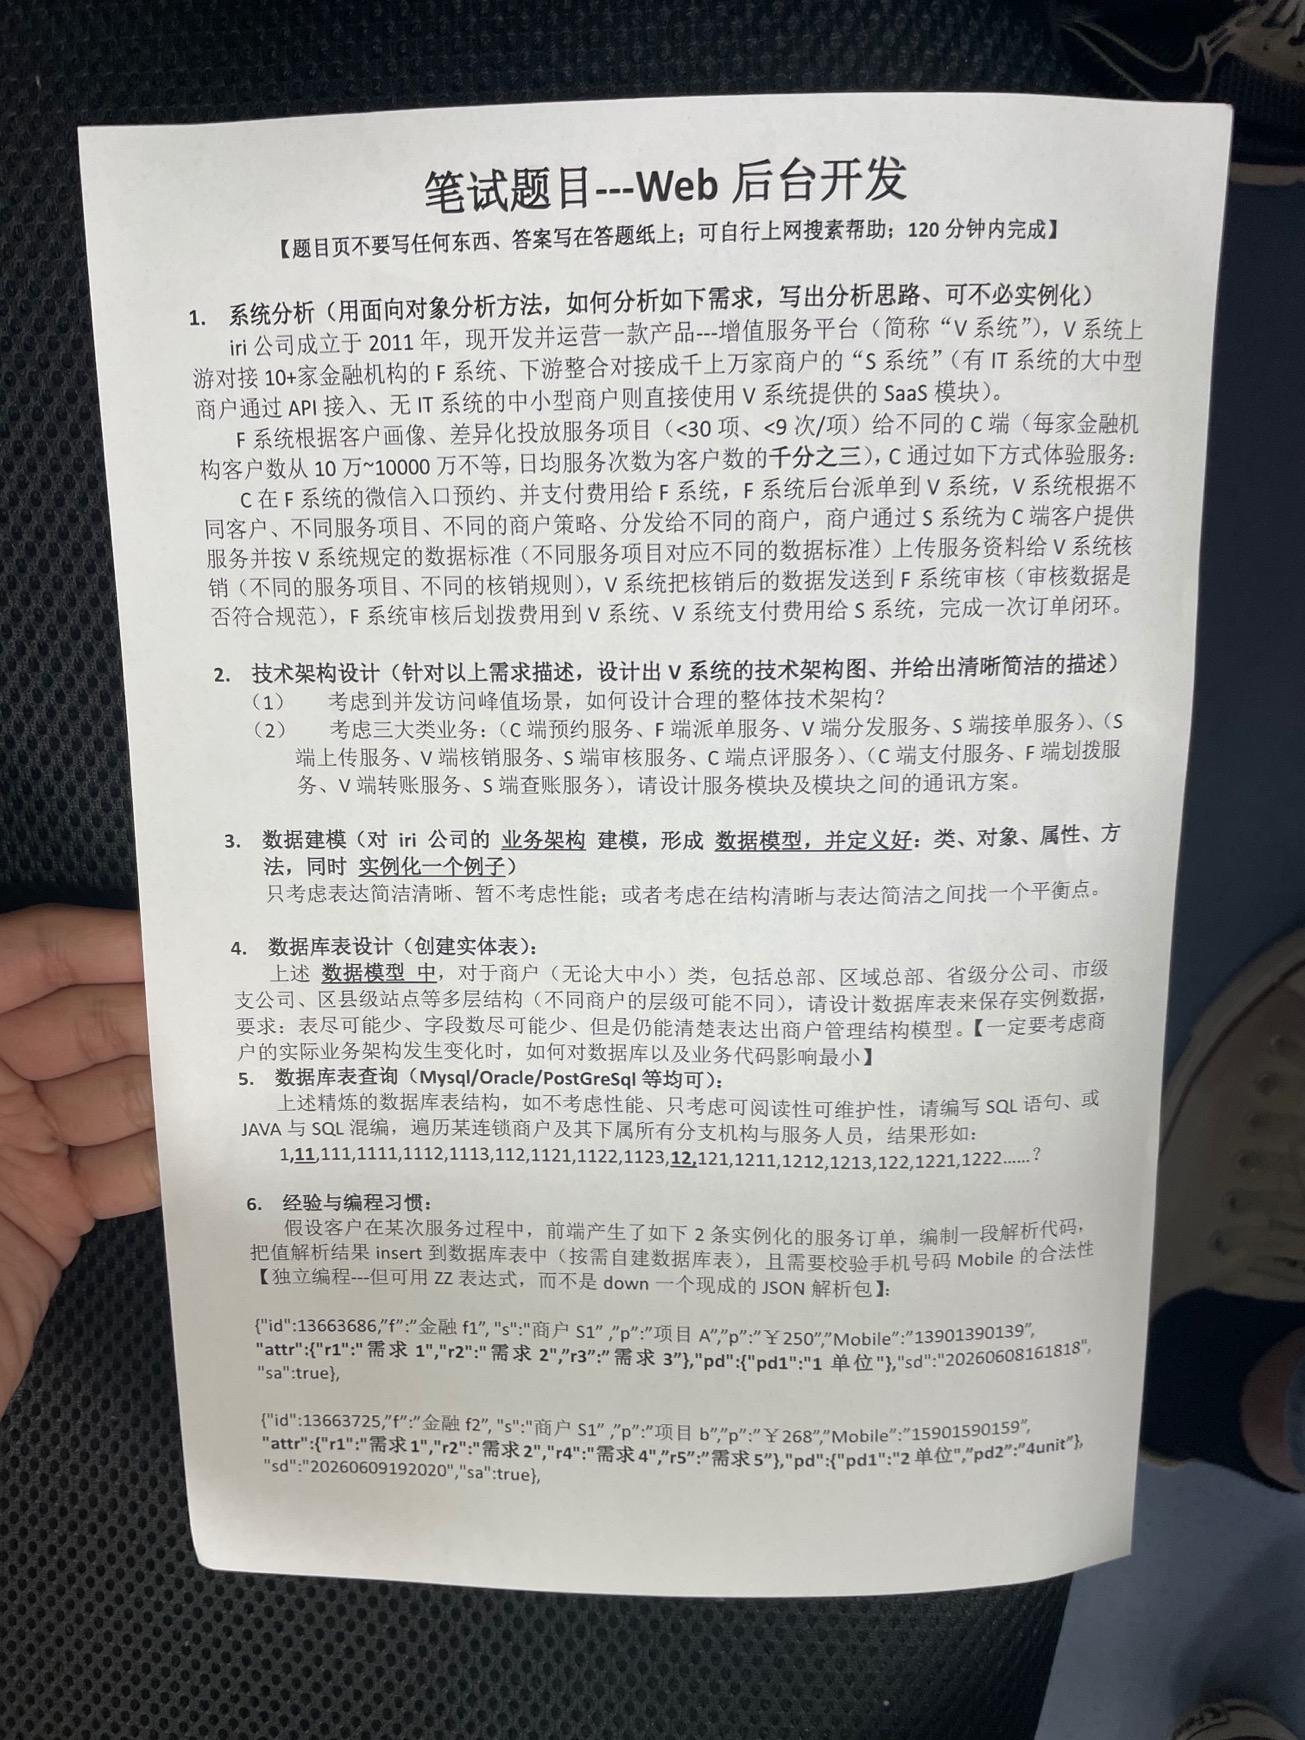 笔试题目---Web 后台开发
【题目页不要写任何东西、答案写在答题纸上；可自行上网搜素帮助；120 分钟内完成】
1. 系统分析（用面向对象分析方法，如何分析如下需求，写出分析思路、可不必实例化）
iri 公司成立于 2011 年，现开发并运营一款产品---增值服务平台（简称“V 系统”），V 系统上
游对接 10+家金融机构的 F 系统、下游整合对接成千上万家商户的“S 系统”（有 IT 系统的大中型
商户通过 API 接入、无 IT 系统的中小型商户则直接使用 V 系统提供的 SaaS 模块）。
F 系统根据客户画像、差异化投放服务项目（<30 项、<9 次/项）给不同的 C 端（每家金融机
构客户数从 10 万~10000 万不等，日均服务次数为客户数的千分之三），C 通过如下方式体验服务：
C 在 F 系统的微信入口预约、并支付费用给 F 系统，F 系统后台派单到 V 系统，V 系统根据不
同客户、不同服务项目、不同的商户策略、分发给不同的商户，商户通过 S 系统为 C 端客户提供
服务并按 V 系统规定的数据标准（不同服务项目对应不同的数据标准）上传服务资料给 V 系统核
销（不同的服务项目、不同的核销规则），V 系统把核销后的数据发送到 F 系统审核（审核数据是
否符合规范），F 系统审核后划拨费用到 V 系统、V 系统支付费用给 S 系统，完成一次订单闭环。
2. 技术架构设计（针对以上需求描述，设计出 V 系统的技术架构图、并给出清晰简洁的描述）
（1） 考虑到并发访问峰值场景，如何设计合理的整体技术架构？
（2） 考虑三大类业务：（C 端预约服务、F 端派单服务、V 端分发服务、S 端接单服务）、（S
端上传服务、V 端核销服务、S 端审核服务、C 端点评服务）、（C 端支付服务、F 端划拨服
务、V 端转账服务、S 端查账服务），请设计服务模块及模块之间的通讯方案。
3. 数据建模（对 iri 公司的 业务架构 建模，形成 数据模型，并定义好：类、对象、属性、方
法，同时 实例化一个例子）
只考虑表达简洁清晰、暂不考虑性能；或者考虑在结构清晰与表达简洁之间找一个平衡点。
4. 数据库表设计（创建实体表）：
上述 数据模型 中，对于商户（无论大中小）类，包括总部、区域总部、省级分公司、市级
支公司、区县级站点等多层结构（不同商户的层级可能不同），请设计数据库表来保存实例数据，
要求：表尽可能少、字段数尽可能少、但是仍能清楚表达出商户管理结构模型。【一定要考虑商
户的实际业务架构发生变化时，如何对数据库以及业务代码影响最小】
5. 数据库表查询（Mysql/Oracle/PostGreSql 等均可）：
上述精炼的数据库表结构，如不考虑性能、只考虑可阅读性可维护性，请编写 SQL 语句、或
JAVA 与 SQL 混编，遍历某连锁商户及其下属所有分支机构与服务人员，结果形如：
1,11,111,1111,1112,1113,112,1121,1122,1123,12,121,1211,1212,1213,122,1221,1222……？
6. 经验与编程习惯：
假设客户在某次服务过程中，前端产生了如下 2 条实例化的服务订单，编制一段解析代码，
把值解析结果 insert 到数据库表中（按需自建数据库表），且需要校验手机号码 Mobile 的合法性
【独立编程---但可用 ZZ 表达式，而不是 down 一个现成的 JSON 解析包】：
{"id":13663686,”f”:”金融 f1”, "s":"商户 S1” ,”p”:”项目 A”,”p”:”￥250”,”Mobile”:”13901390139”,
"attr":{"r1":"需求 1","r2":"需求 2”,”r3”:”需求 3”},"pd":{"pd1":"1 单位"},"sd":"20260608161818",
"sa":true},
{"id":13663725,”f”:”金融 f2”, "s":"商户 S1” ,”p”:”项目 b”,”p”:”￥268”,”Mobile”:”15901590159”,
"attr":{"r1":"需求1","r2":"需求2","r4":"需求4”,”r5”:”需求5”},"pd":{"pd1":"2单位”,”pd2”:”4unit”},
"sd":"20260609192020","sa":true},